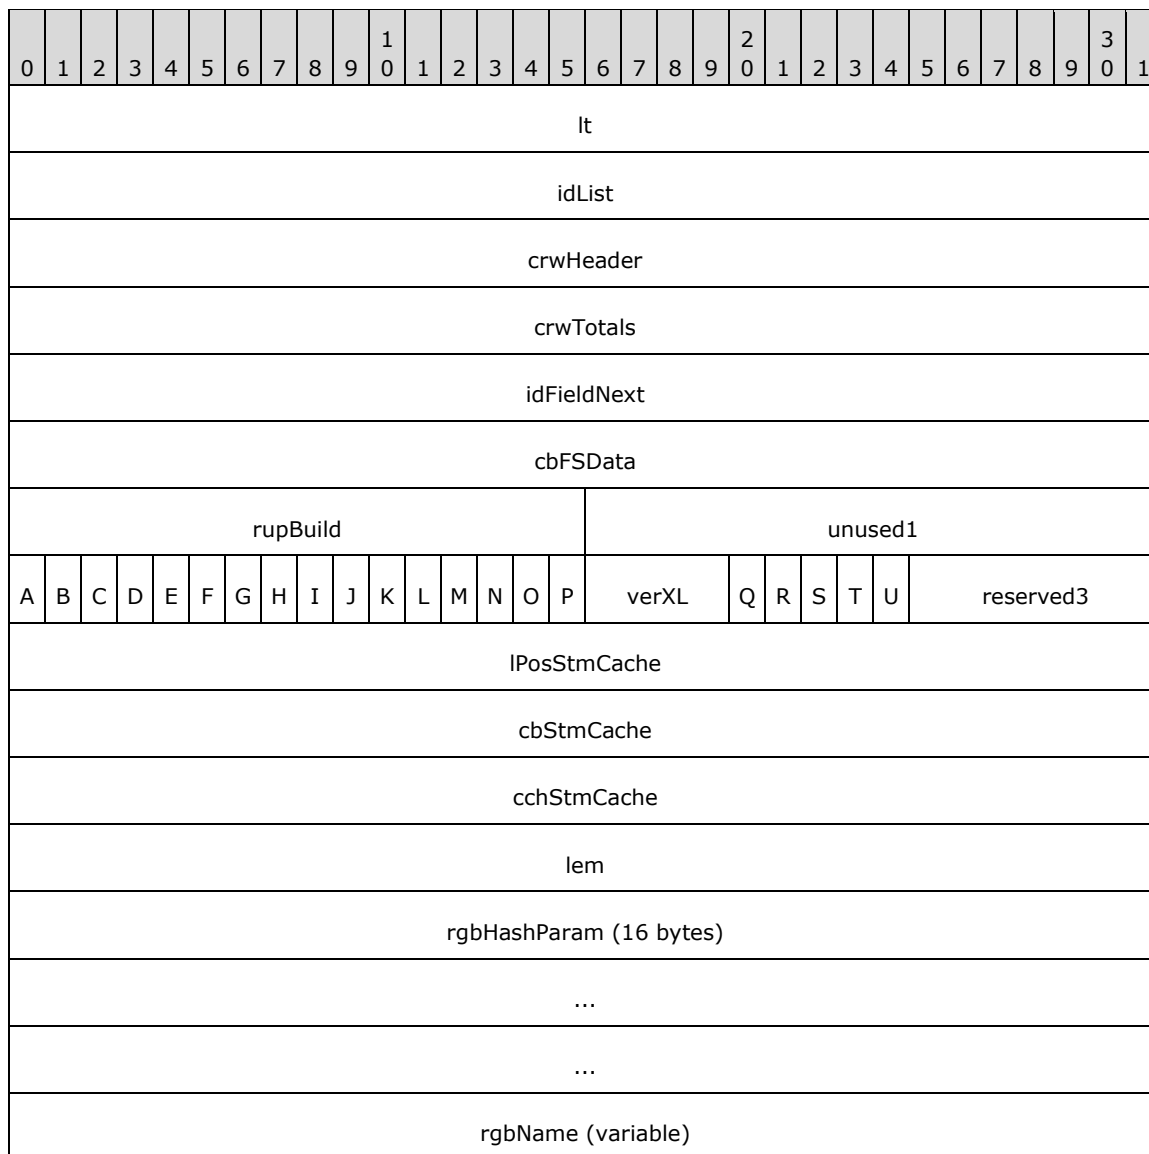 1 2 3
0 1 2 3 4 5 6 7 8 9 0 1 2 3 4 5 6 7 8 9 0 1 2 3 4 5 6 7 8 9 0 1
lt
idList
crwHeader
crwTotals
idFieldNext
cbFSData
rupBuild unused1
A B C D E F G H I J K L M N O P verXL Q R S T U reserved3
lPosStmCache
cbStmCache
cchStmCache
lem
rgbHashParam (16 bytes)
...
...
rgbName (variable)